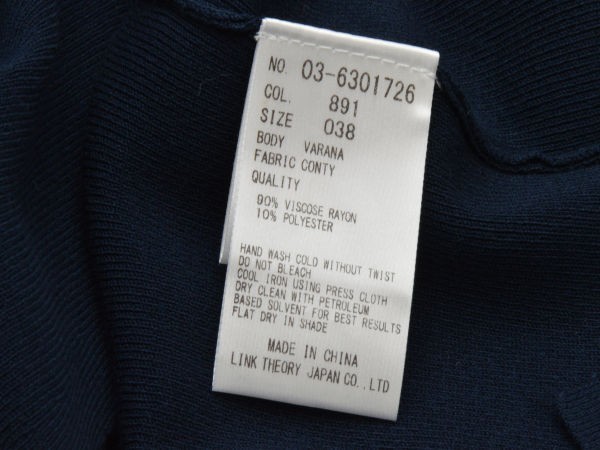 NO. 03-6301726
COL. 891
SIZE 038
BODY VARANA
FABRIC CONTY
QUALITY
90% VISCOSE RAYON
10% POLYESTER
HAND WASH COLD WITHOUT TWIST
DO NOT BLEACH
COOL IRON USING PRESS CLOTH
DRY CLEAN WITH PETROLEUM
BASED SOLVENT FOR BEST RESULTS
FLAT DRY IN SHADE
MADE IN CHINA
LINK THEORY JAPAN CO.,LTD